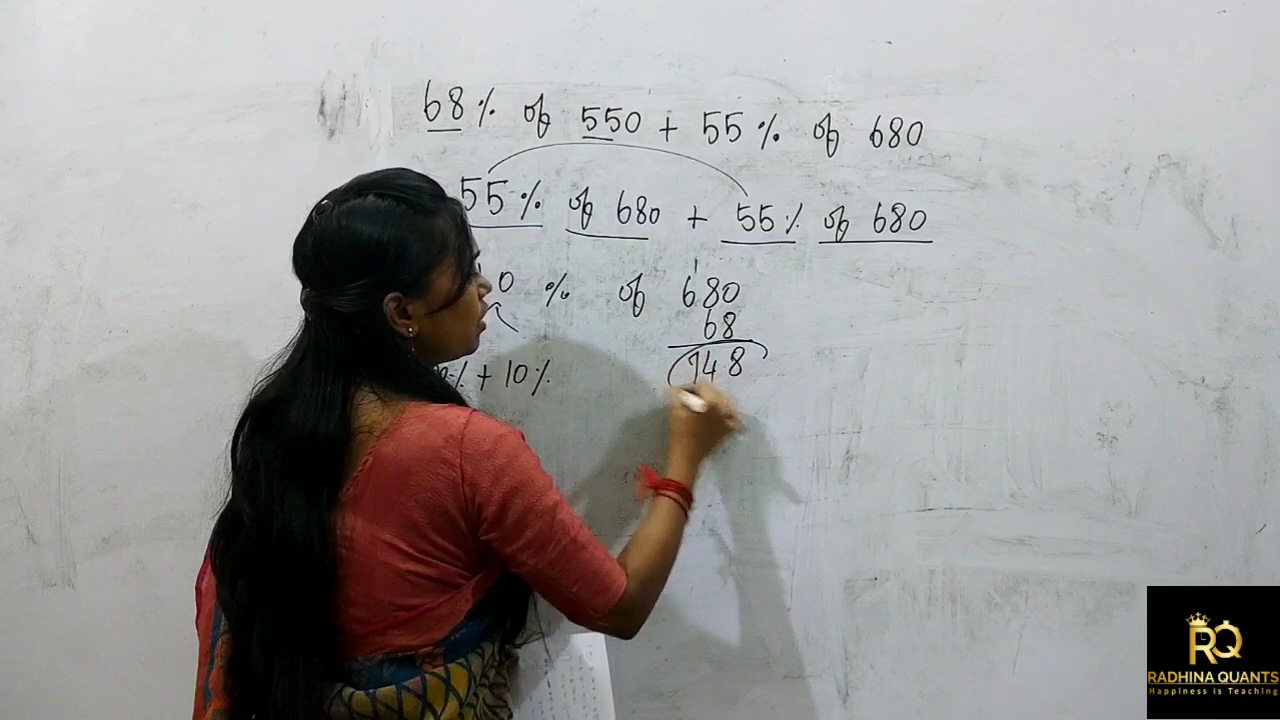 68% of 550 + 55% of 680
55% of 680 + 55% of 680
0 % of 680
68
748
% + 10%
RQ
RADHINA QUANTS
Happiness is Teaching